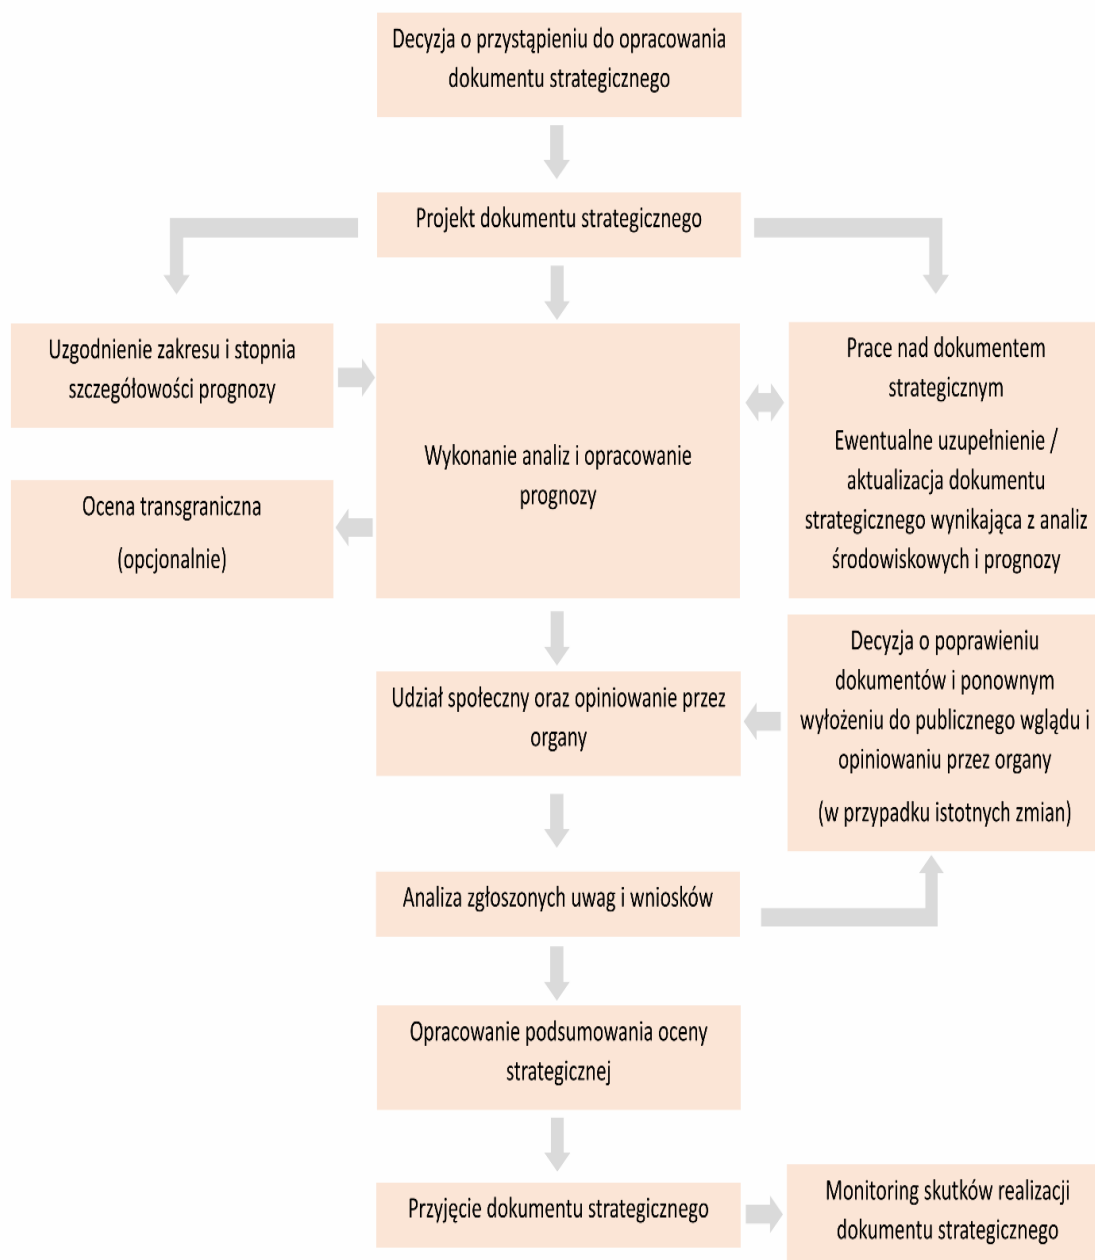 Decyzja o przystąpieniu do opracowania
dokumentu strategicznego
Projekt dokumentu strategicznego
Uzgodnienie zakresu i stopnia
szczegółowości prognozy
Wykonanie analiz i opracowanie
prognozy
Prace nad dokumentem
strategicznym
Ewentualne uzupełnienie /
aktualizacja dokumentu
strategicznego wynikająca z analiz
środowiskowych i prognozy
Ocena transgraniczna
(opcjonalnie)
Udział społeczny oraz opiniowanie przez
organy
Decyzja o poprawieniu
dokumentów i ponownym
wyłożeniu do publicznego wglądu i
opiniowaniu przez organy
(w przypadku istotnych zmian)
Analiza zgłoszonych uwag i wniosków
Opracowanie podsumowania oceny
strategicznej
Przyjęcie dokumentu strategicznego
Monitoring skutków realizacji
dokumentu strategicznego